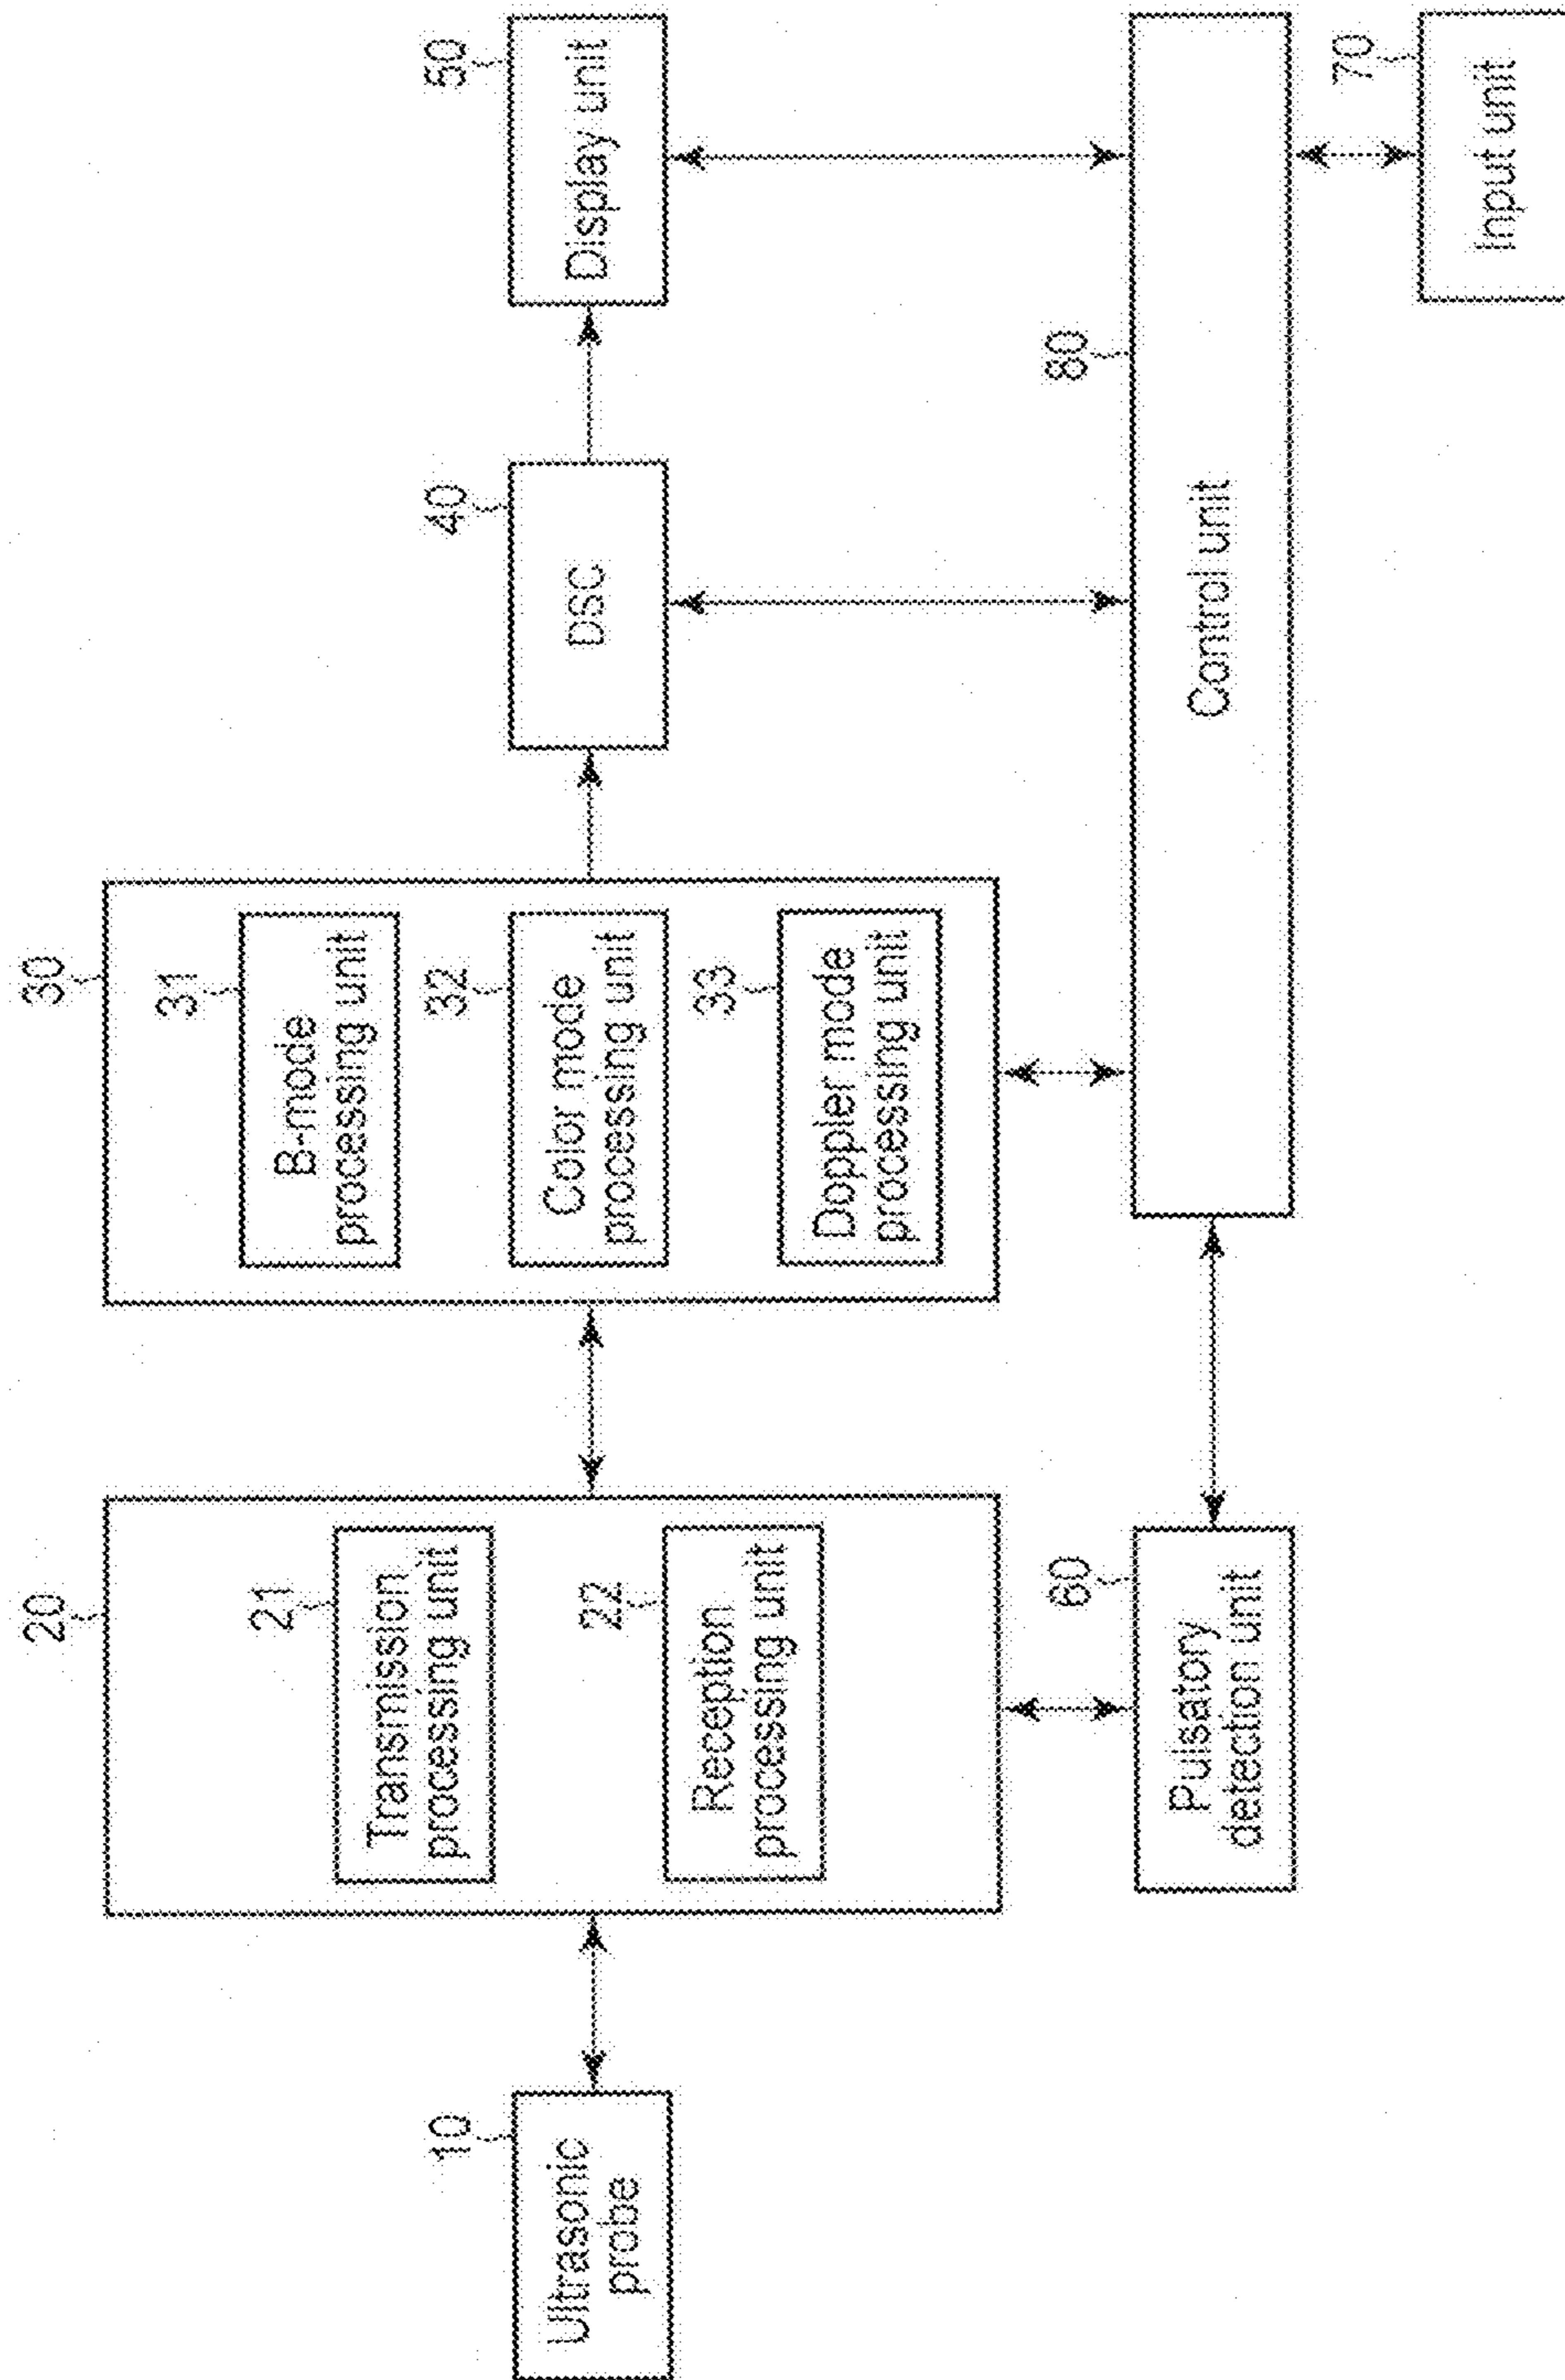 10
Ultrasonic
probe
20
21
Transmission
processing unit
22
Reception
processing unit
30
31
B-mode
processing unit
32
Color mode
processing unit
33
Doppler mode
processing unit
40
DSC
50
Display unit
60
Pulsatory
detection unit
80
Control unit
70
Input unit